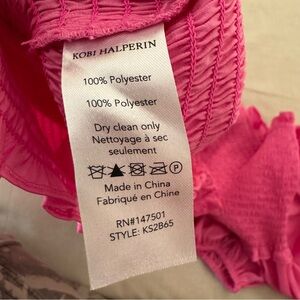 KOBI HALPERIN
100% Polyester
100% Polyester
Dry clean only
Nettoyage à sec
seulement
Made in China
Fabriqué en Chine
RN#147501
STYLE: KS2B65